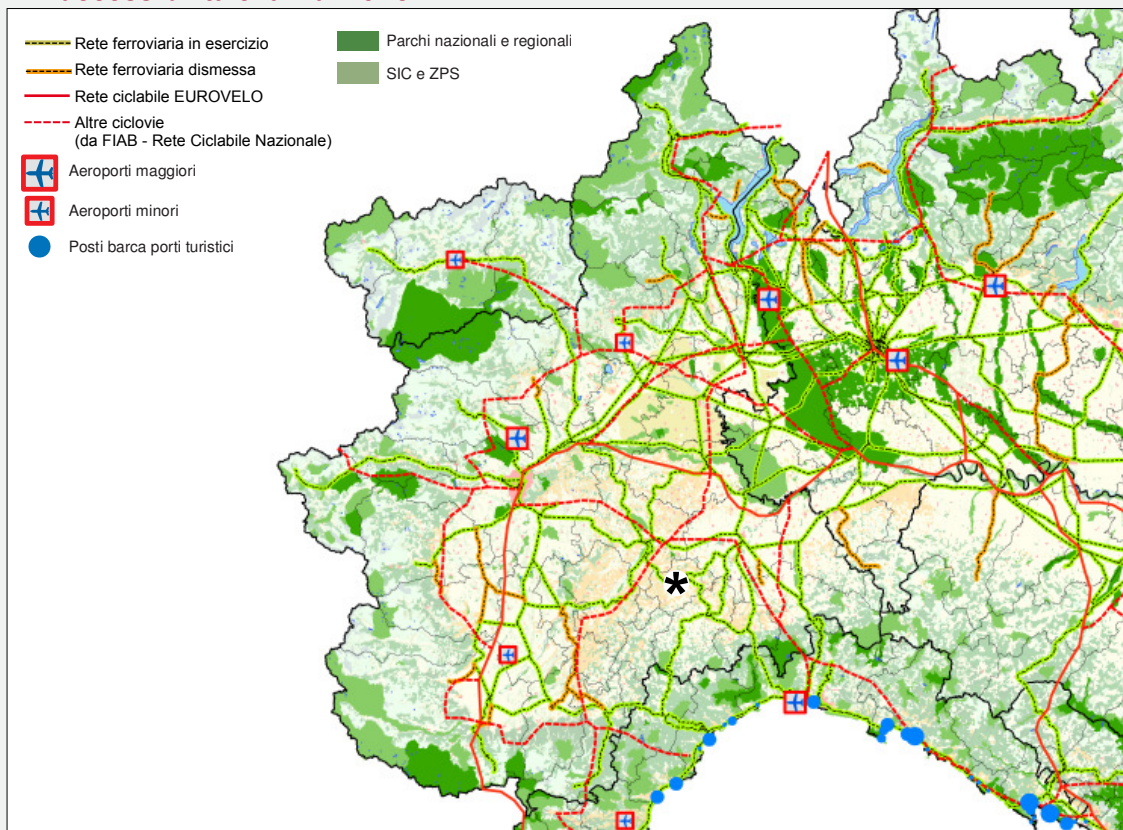 Rete ferroviaria in esercizio
Rete ferroviaria dismessa
Rete ciclabile EUROVELO
Altre ciclovie
(da FIAB - Rete Ciclabile Nazionale)
Aeroporti maggiori
Aeroporti minori
Posti barca porti turistici
Parchi nazionali e regionali
SIC e ZPS
*